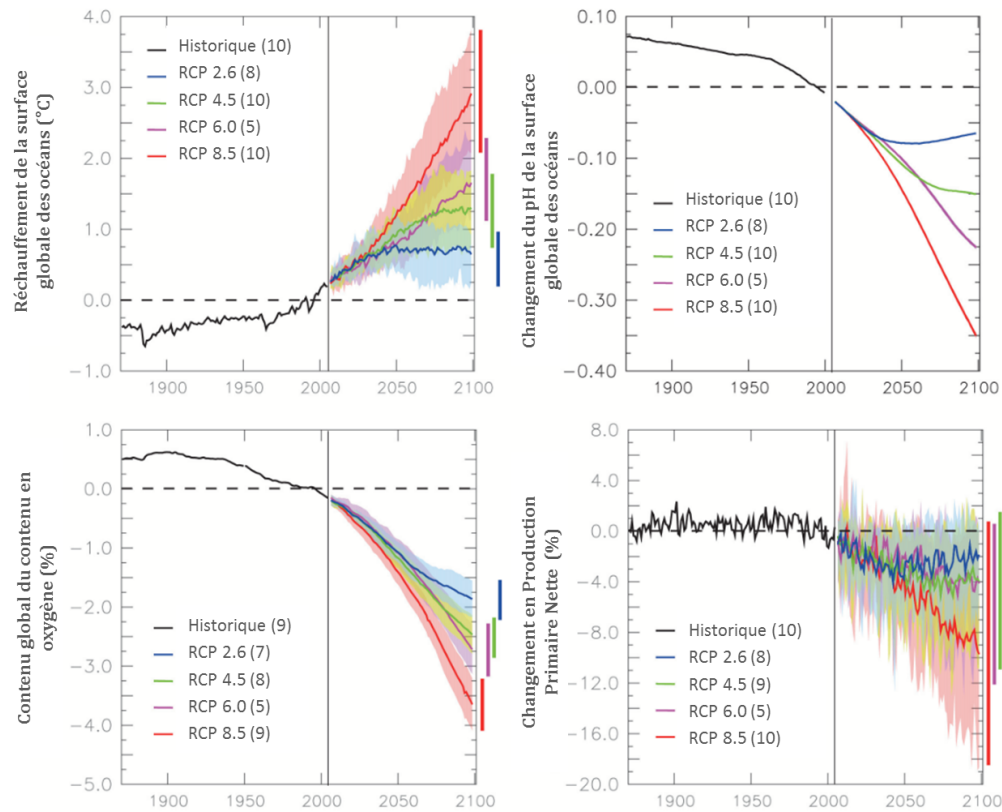 Réchauffement de la surface
globale des océans (°C)
4.0
3.0
2.0
1.0
0.0
-1.0
Historique (10)
RCP 2.6 (8)
RCP 4.5 (10)
RCP 6.0 (5)
RCP 8.5 (10)
1900
1950
2000
2050
2100
Changement du pH de la surface
globale des océans
-0.10
0.00
-0.10
-0.20
-0.30
-0.40
Historique (10)
RCP 2.6 (8)
RCP 4.5 (10)
RCP 6.0 (5)
RCP 8.5 (10)
1900
1950
2000
2050
2100
Contenu global du contenu en
oxygène (%)
1.0
0.0
-1.0
-2.0
-3.0
-4.0
-5.0
Historique (9)
RCP 2.6 (7)
RCP 4.5 (8)
RCP 6.0 (5)
RCP 8.5 (9)
1900
1950
2000
2050
2100
Changement en Production
Primaire Nette (%)
8.0
4.0
0.0
-4.0
-8.0
-12.0
-16.0
-20.0
Historique (10)
RCP 2.6 (8)
RCP 4.5 (9)
RCP 6.0 (5)
RCP 8.5 (10)
1900
1950
2000
2050
2100